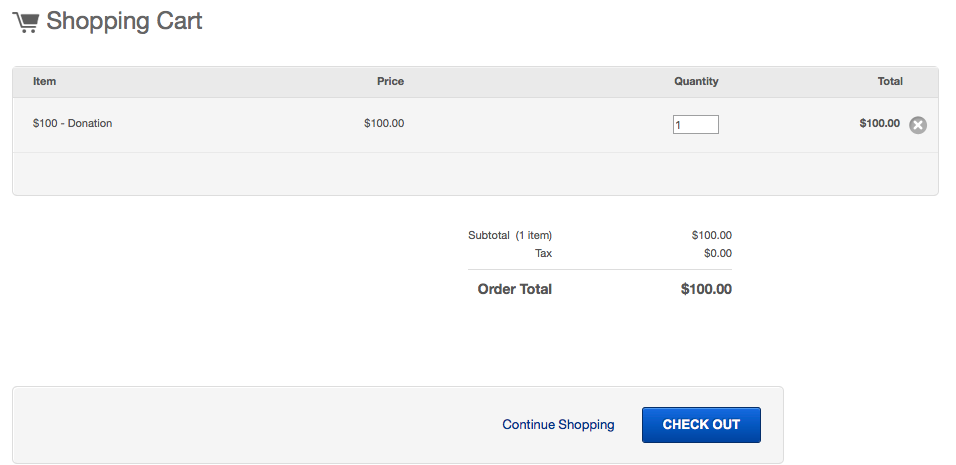 Shopping Cart
Item Price Quantity Total
$100 - Donation $100.00 1 $100.00
Subtotal (1 item) $100.00
Tax $0.00
Order Total $100.00
Continue Shopping CHECK OUT